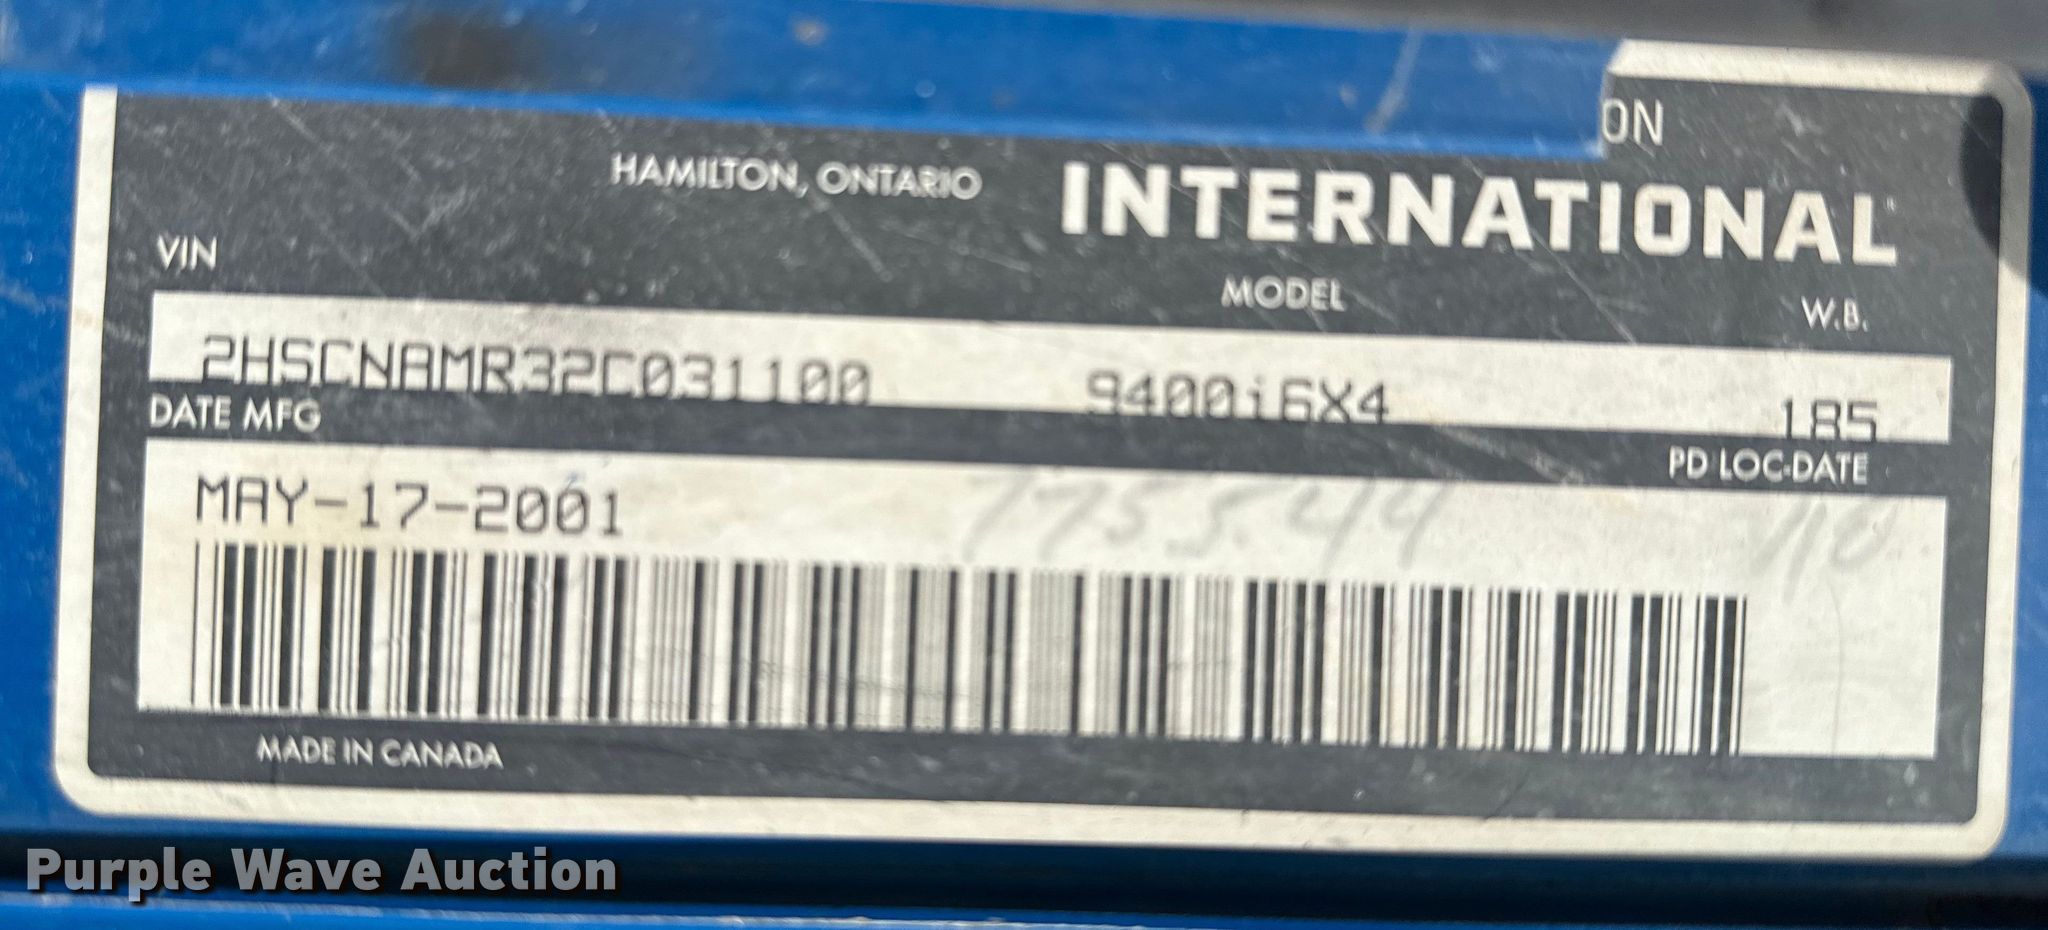 ON
HAMILTON, ONTARIO INTERNATIONAL
VIN MODEL W.B.
2HSCNAMR32C031100 9400i6X4 185
DATE MFG PD LOC-DATE
MAY-17-2001
MADE IN CANADA
Purple Wave Auction